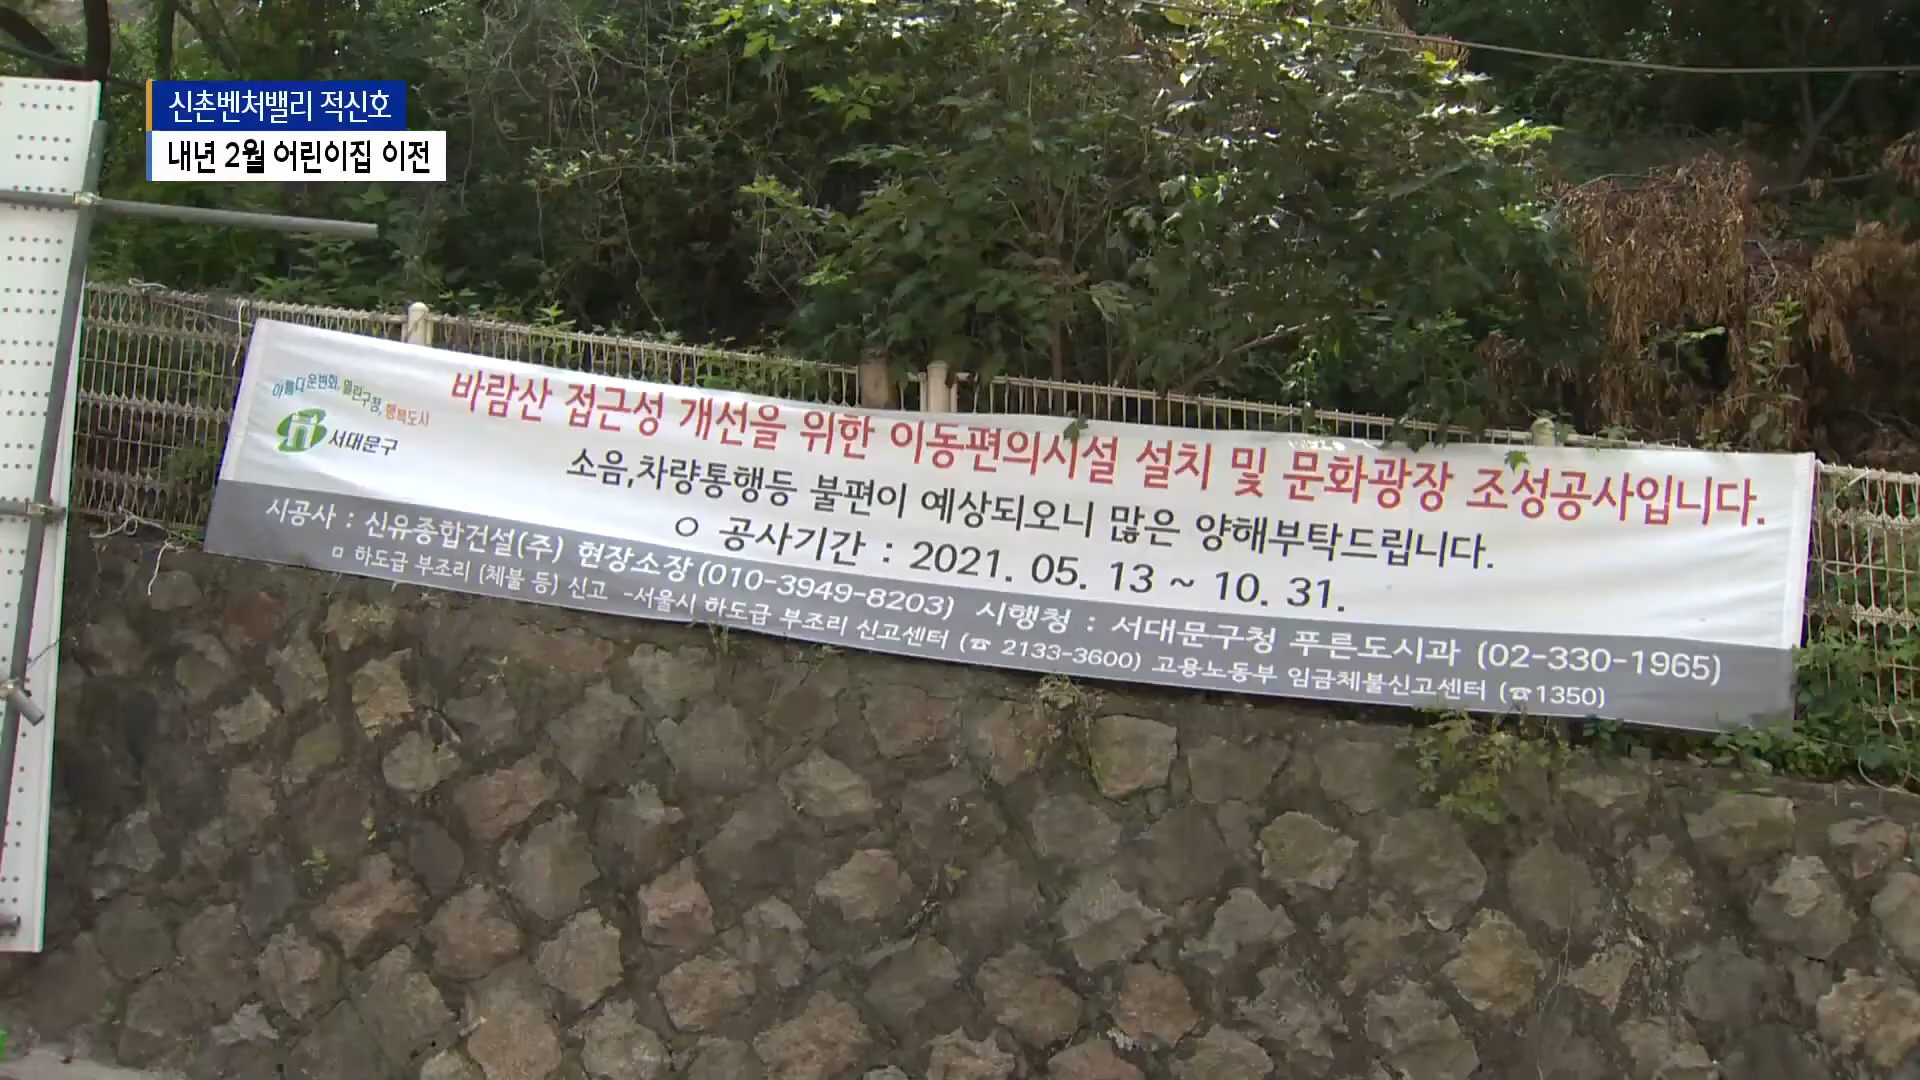 신촌벤처밸리 적신호
내년 2월 어린이집 이전
아름다운변화, 열린구청, 행복도시
서대문구
바람산 접근성 개선을 위한 이동편의시설 설치 및 문화광장 조성공사입니다.
소음,차량통행등 불편이 예상되오니 많은 양해부탁드립니다.
ㅇ 공사기간 : 2021. 05. 13 ~ 10. 31.
시공사 : 신유종합건설(주) 현장소장 (010-3949-8203) 시행청 : 서대문구청 푸른도시과 (02-330-1965)
ㅁ 하도급 부조리 (체불 등) 신고 -서울시 하도급 부조리 신고센터 (☎ 2133-3600) 고용노동부 임금체불신고센터 (☎1350)